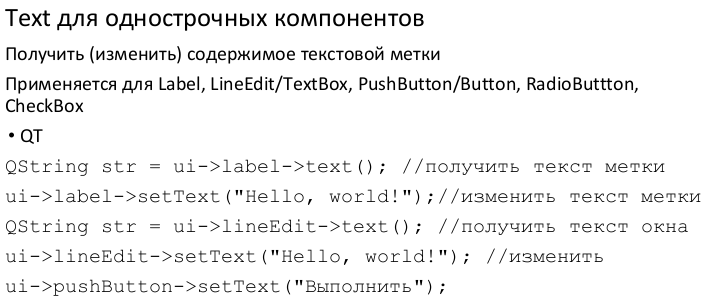 Text для однострочных компонентов
Получить (изменить) содержимое текстовой метки
Применяется для Label, LineEdit/TextBox, PushButton/Button, RadioButtton,
CheckBox
• QT
QString str = ui->label->text(); //получить текст метки
ui->label->setText("Hello, world!");//изменить текст метки
QString str = ui->lineEdit->text(); //получить текст окна
ui->lineEdit->setText("Hello, world!"); //изменить
ui->pushButton->setText("Выполнить");